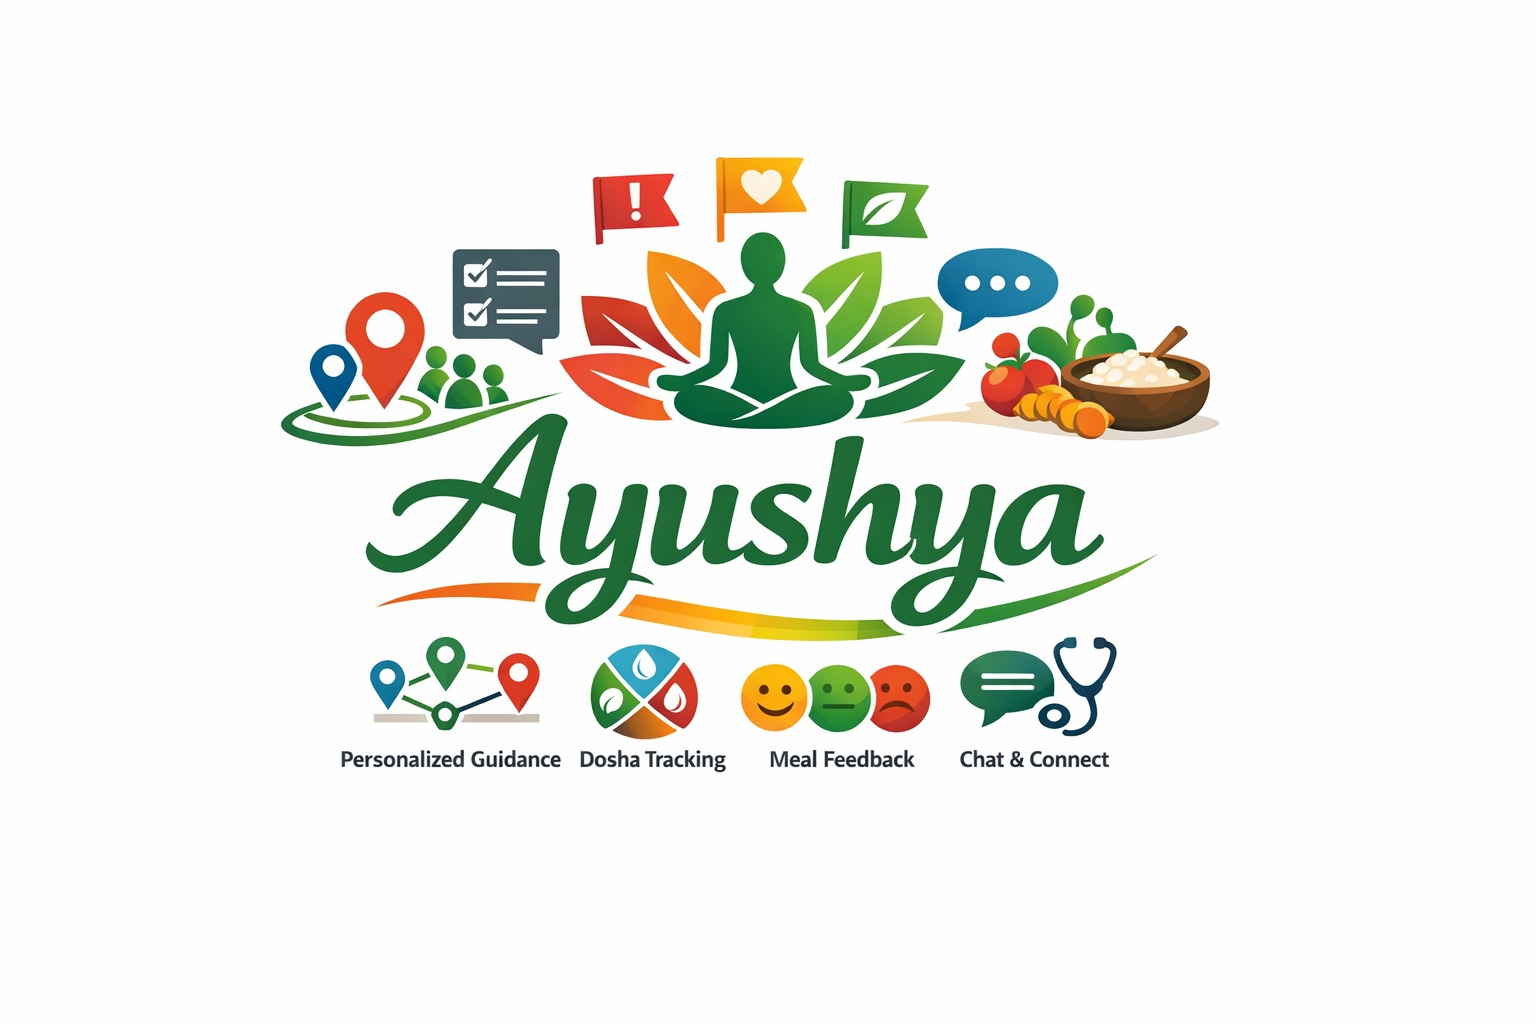 !
Ayushya
Personalized Guidance
Dosha Tracking
Meal Feedback
Chat & Connect